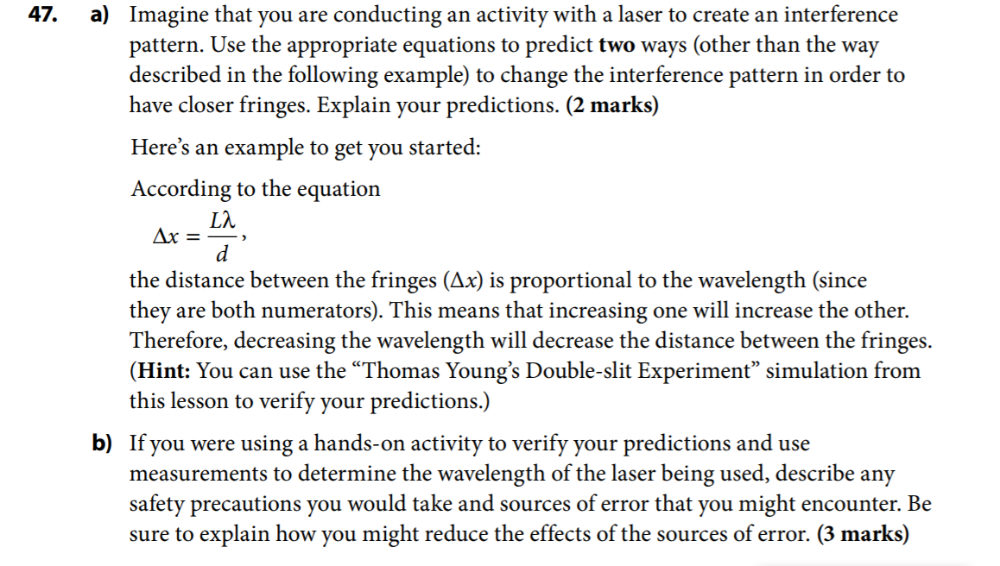 47. a) Imagine that you are conducting an activity with a laser to create an interference
pattern. Use the appropriate equations to predict two ways (other than the way
described in the following example) to change the interference pattern in order to
have closer fringes. Explain your predictions. (2 marks)
Here’s an example to get you started:
According to the equation
Δx = Lλ/d,
the distance between the fringes (Δx) is proportional to the wavelength (since
they are both numerators). This means that increasing one will increase the other.
Therefore, decreasing the wavelength will decrease the distance between the fringes.
(Hint: You can use the “Thomas Young’s Double-slit Experiment” simulation from
this lesson to verify your predictions.)
b) If you were using a hands-on activity to verify your predictions and use
measurements to determine the wavelength of the laser being used, describe any
safety precautions you would take and sources of error that you might encounter. Be
sure to explain how you might reduce the effects of the sources of error. (3 marks)